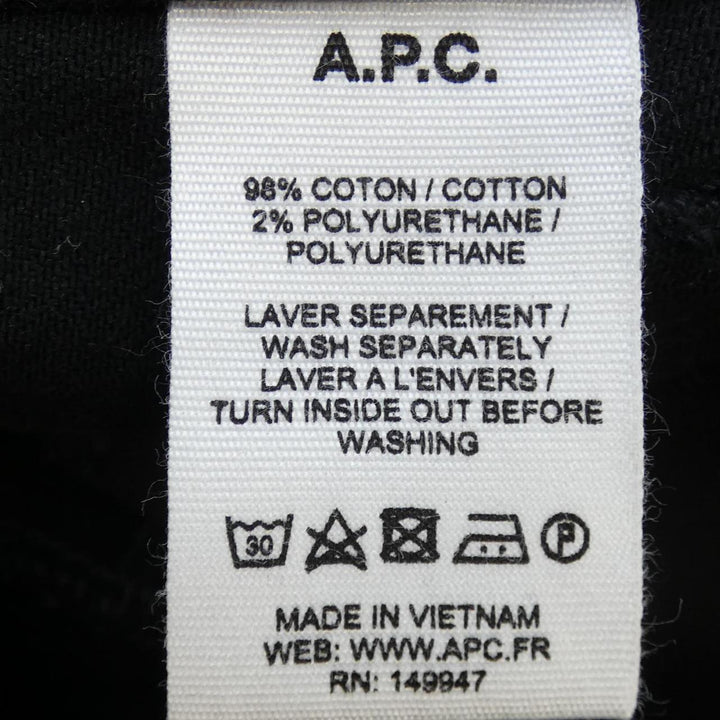 A.P.C.
98% COTON / COTTON
2% POLYURETHANE /
POLYURETHANE
LAVER SEPAREMENT /
WASH SEPARATELY
LAVER A L'ENVERS /
TURN INSIDE OUT BEFORE
WASHING
30 P
MADE IN VIETNAM
WEB: WWW.APC.FR
RN: 149947